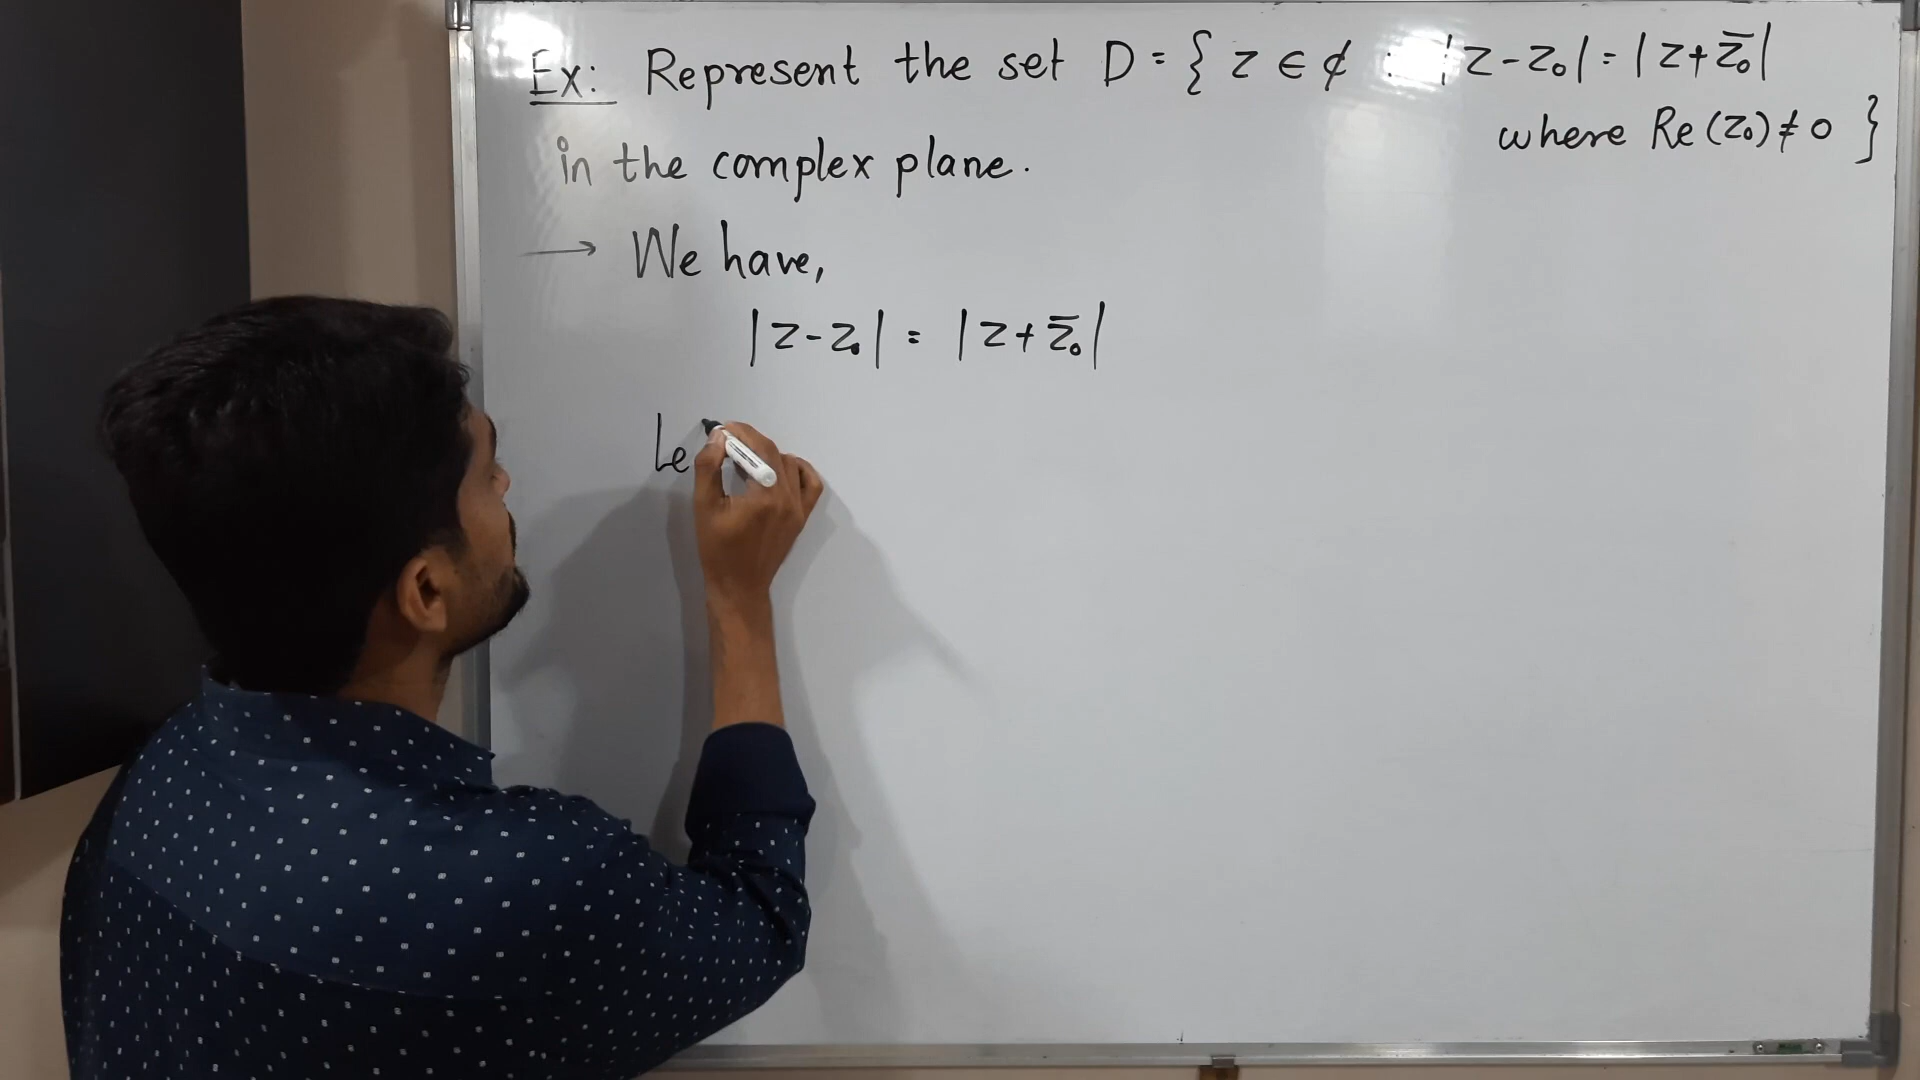 Ex: Represent the set D = { z ∈ ₵ : |z - z₀| = |z + z̄₀|
where Re(z₀) ≠ 0 }
in the complex plane.
→ We have,
|z - z₀| = |z + z̄₀|
Le